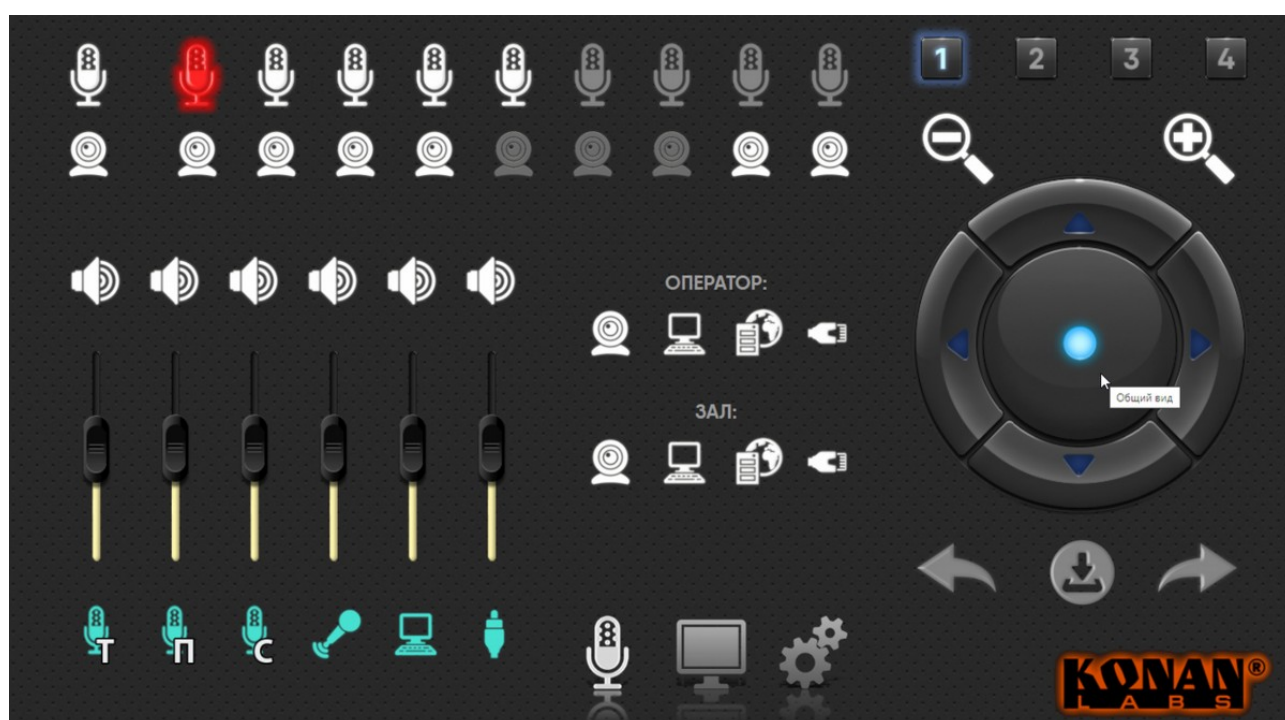 1 2 3 4
ОПЕРАТОР:
Общий вид
ЗАЛ:
Т П С
KONAN®
LABS